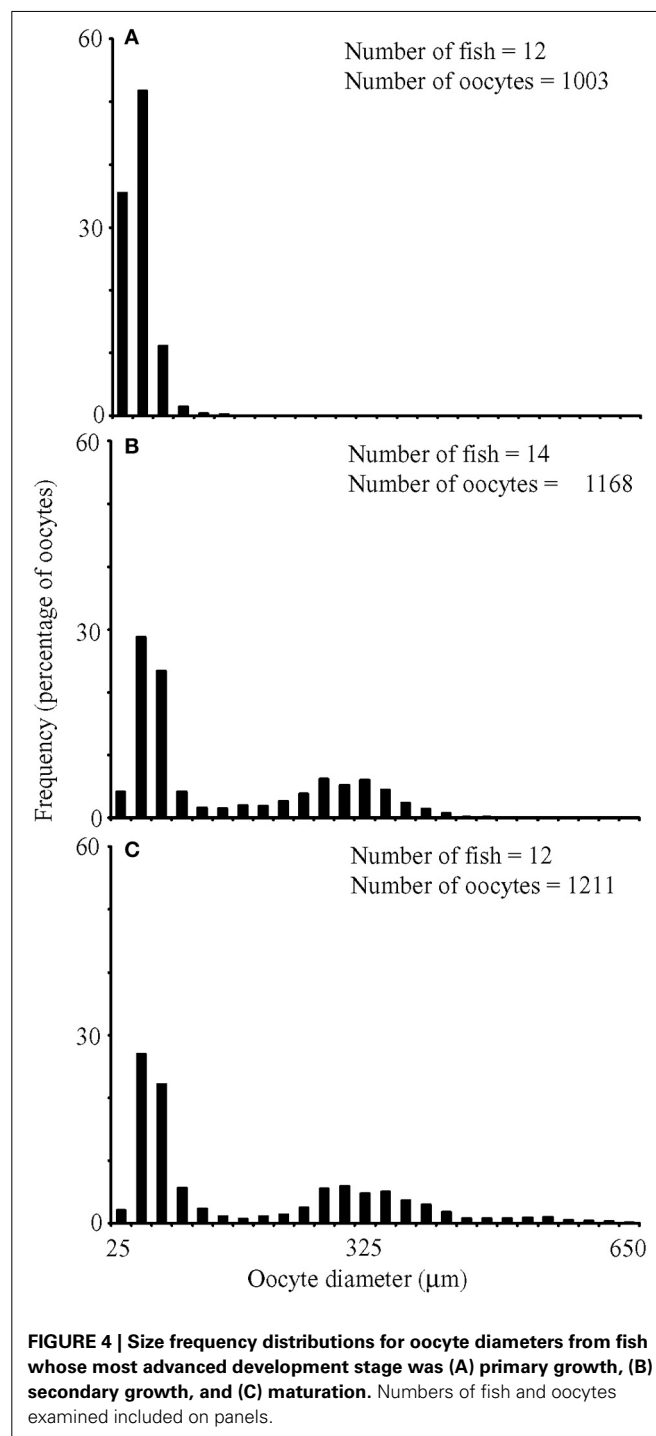 60
A
Number of fish = 12
Number of oocytes = 1003
30
0
60
B
Number of fish = 14
Number of oocytes = 1168
30
0
60
C
Number of fish = 12
Number of oocytes = 1211
30
0
Frequency (percentage of oocytes)
25 325 650
Oocyte diameter (µm)
FIGURE 4 | Size frequency distributions for oocyte diameters from fish
whose most advanced development stage was (A) primary growth, (B)
secondary growth, and (C) maturation. Numbers of fish and oocytes
examined included on panels.